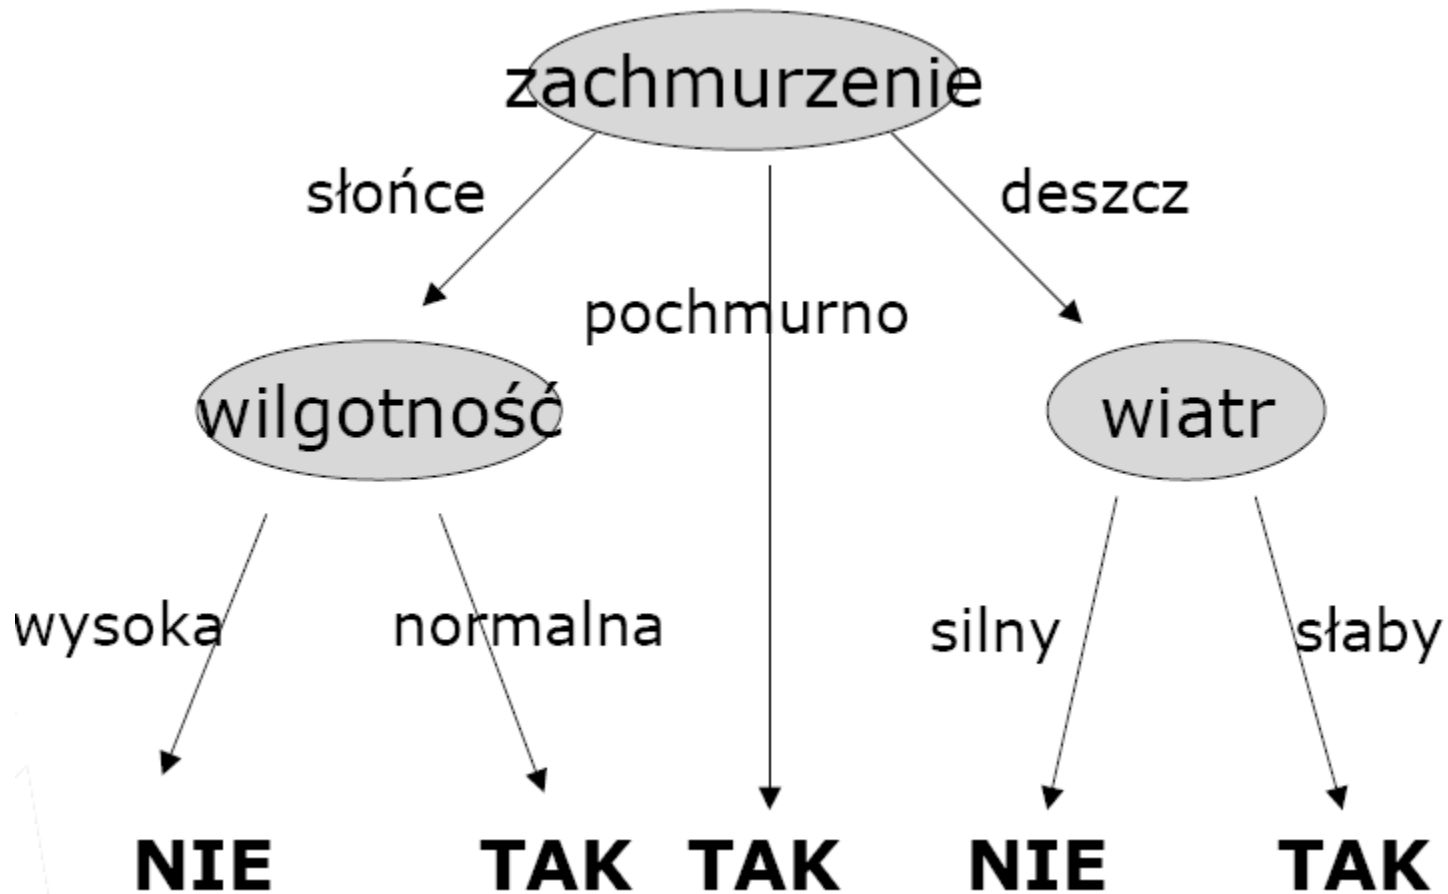 zachmurzenie
słońce
deszcz
pochmurno
wilgotność
wiatr
wysoka
normalna
silny
słaby
NIE
TAK
TAK
NIE
TAK